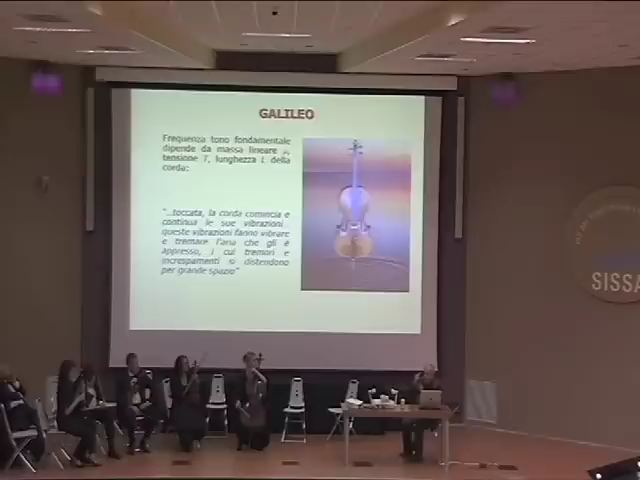 GALILEO
Frequenza tono fondamentale
dipende da massa lineare μ,
tensione T, lunghezza L della
corda:
"...toccata, la corda comincia e
continua le sue vibrazioni...
queste vibrazioni fanno vibrare
e tremare l'aria che gli è
appresso, i cui tremori e
increspamenti si distendono
per grande spazio"
SISSA